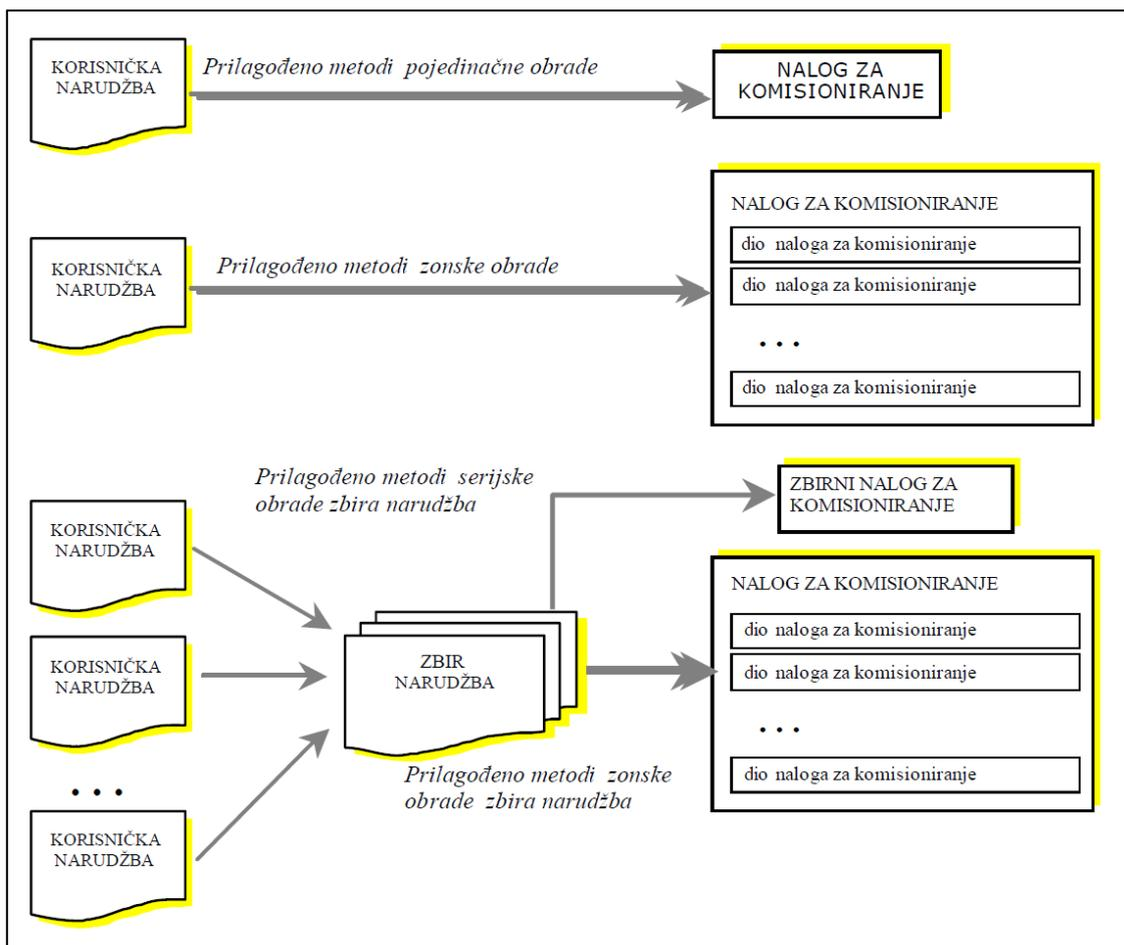 KORISNIČKA
NARUDŽBA
Prilagođeno metodi pojedinačne obrade
NALOG ZA
KOMISIONIRANJE
KORISNIČKA
NARUDŽBA
Prilagođeno metodi zonske obrade
NALOG ZA KOMISIONIRANJE
dio naloga za komisioniranje
dio naloga za komisioniranje
...
dio naloga za komisioniranje
Prilagođeno metodi serijske
obrade zbira narudžba
ZBIRNI NALOG ZA
KOMISIONIRANJE
KORISNIČKA
NARUDŽBA
KORISNIČKA
NARUDŽBA
...
KORISNIČKA
NARUDŽBA
ZBIR
NARUDŽBA
Prilagođeno metodi zonske
obrade zbira narudžba
NALOG ZA KOMISIONIRANJE
dio naloga za komisioniranje
dio naloga za komisioniranje
...
dio naloga za komisioniranje